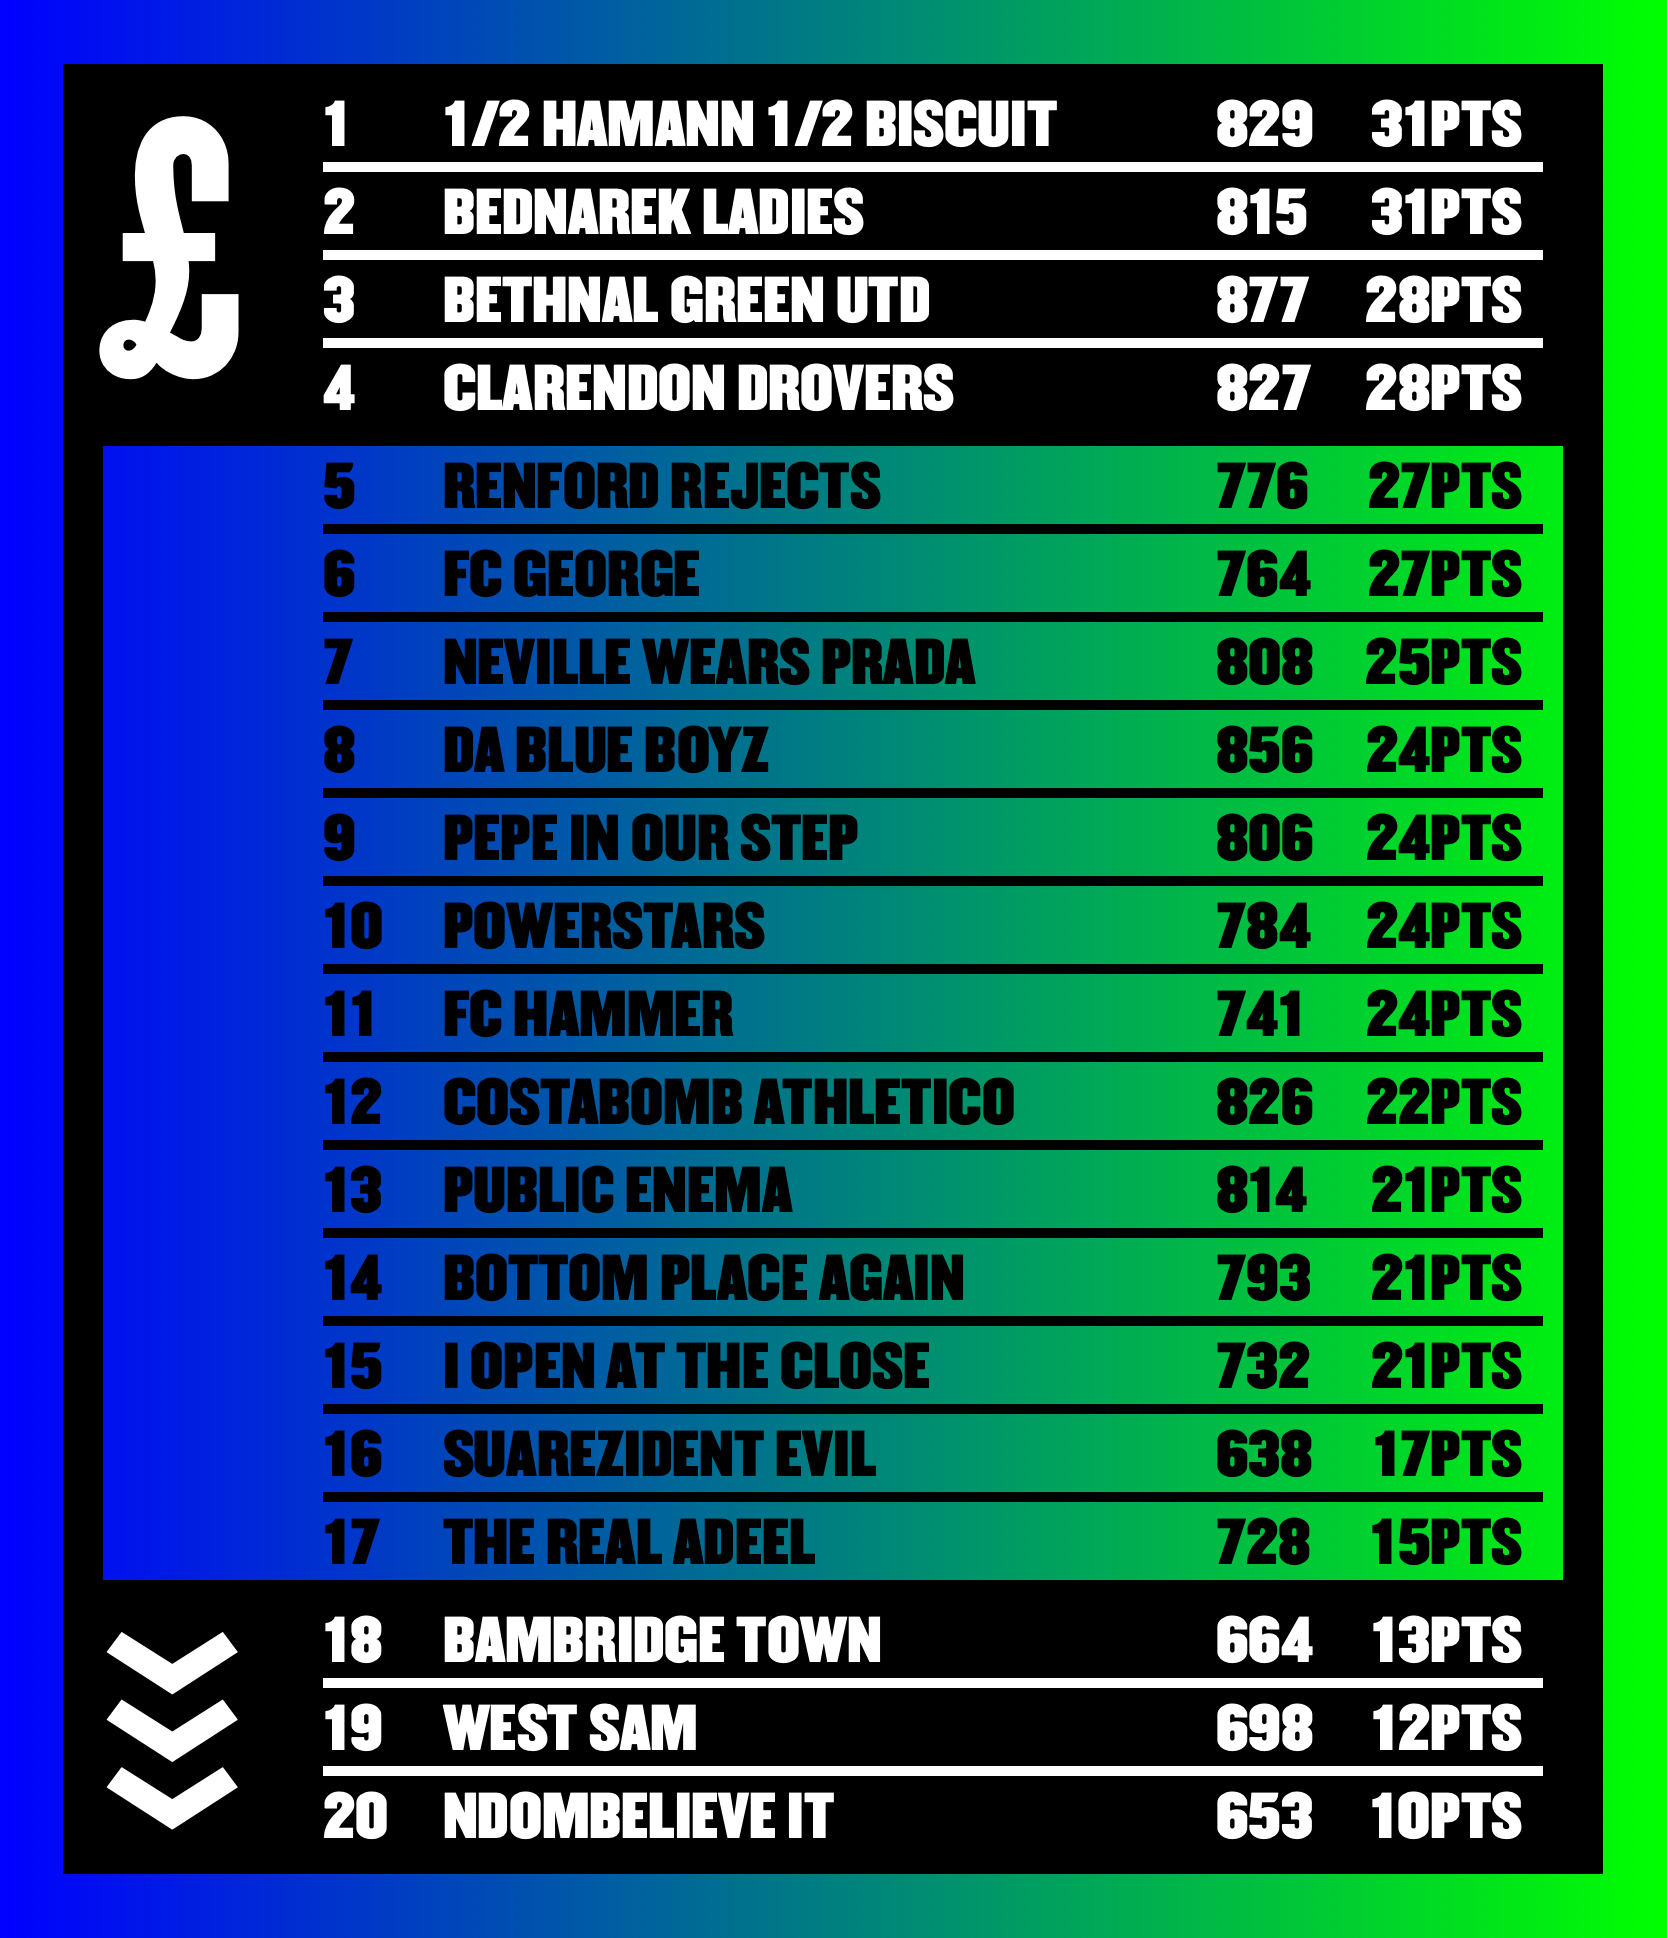 £
1 1/2 HAMANN 1/2 BISCUIT 829 31PTS
2 BEDNAREK LADIES 815 31PTS
3 BETHNAL GREEN UTD 877 28PTS
4 CLARENDON DROVERS 827 28PTS
5 RENFORD REJECTS 776 27PTS
6 FC GEORGE 764 27PTS
7 NEVILLE WEARS PRADA 808 25PTS
8 DA BLUE BOYZ 856 24PTS
9 PEPE IN OUR STEP 806 24PTS
10 POWERSTARS 784 24PTS
11 FC HAMMER 741 24PTS
12 COSTABOMB ATHLETICO 826 22PTS
13 PUBLIC ENEMA 814 21PTS
14 BOTTOM PLACE AGAIN 793 21PTS
15 I OPEN AT THE CLOSE 732 21PTS
16 SUAREZIDENT EVIL 638 17PTS
17 THE REAL ADEEL 728 15PTS
18 BAMBRIDGE TOWN 664 13PTS
19 WEST SAM 698 12PTS
20 NDOMBELIEVE IT 653 10PTS